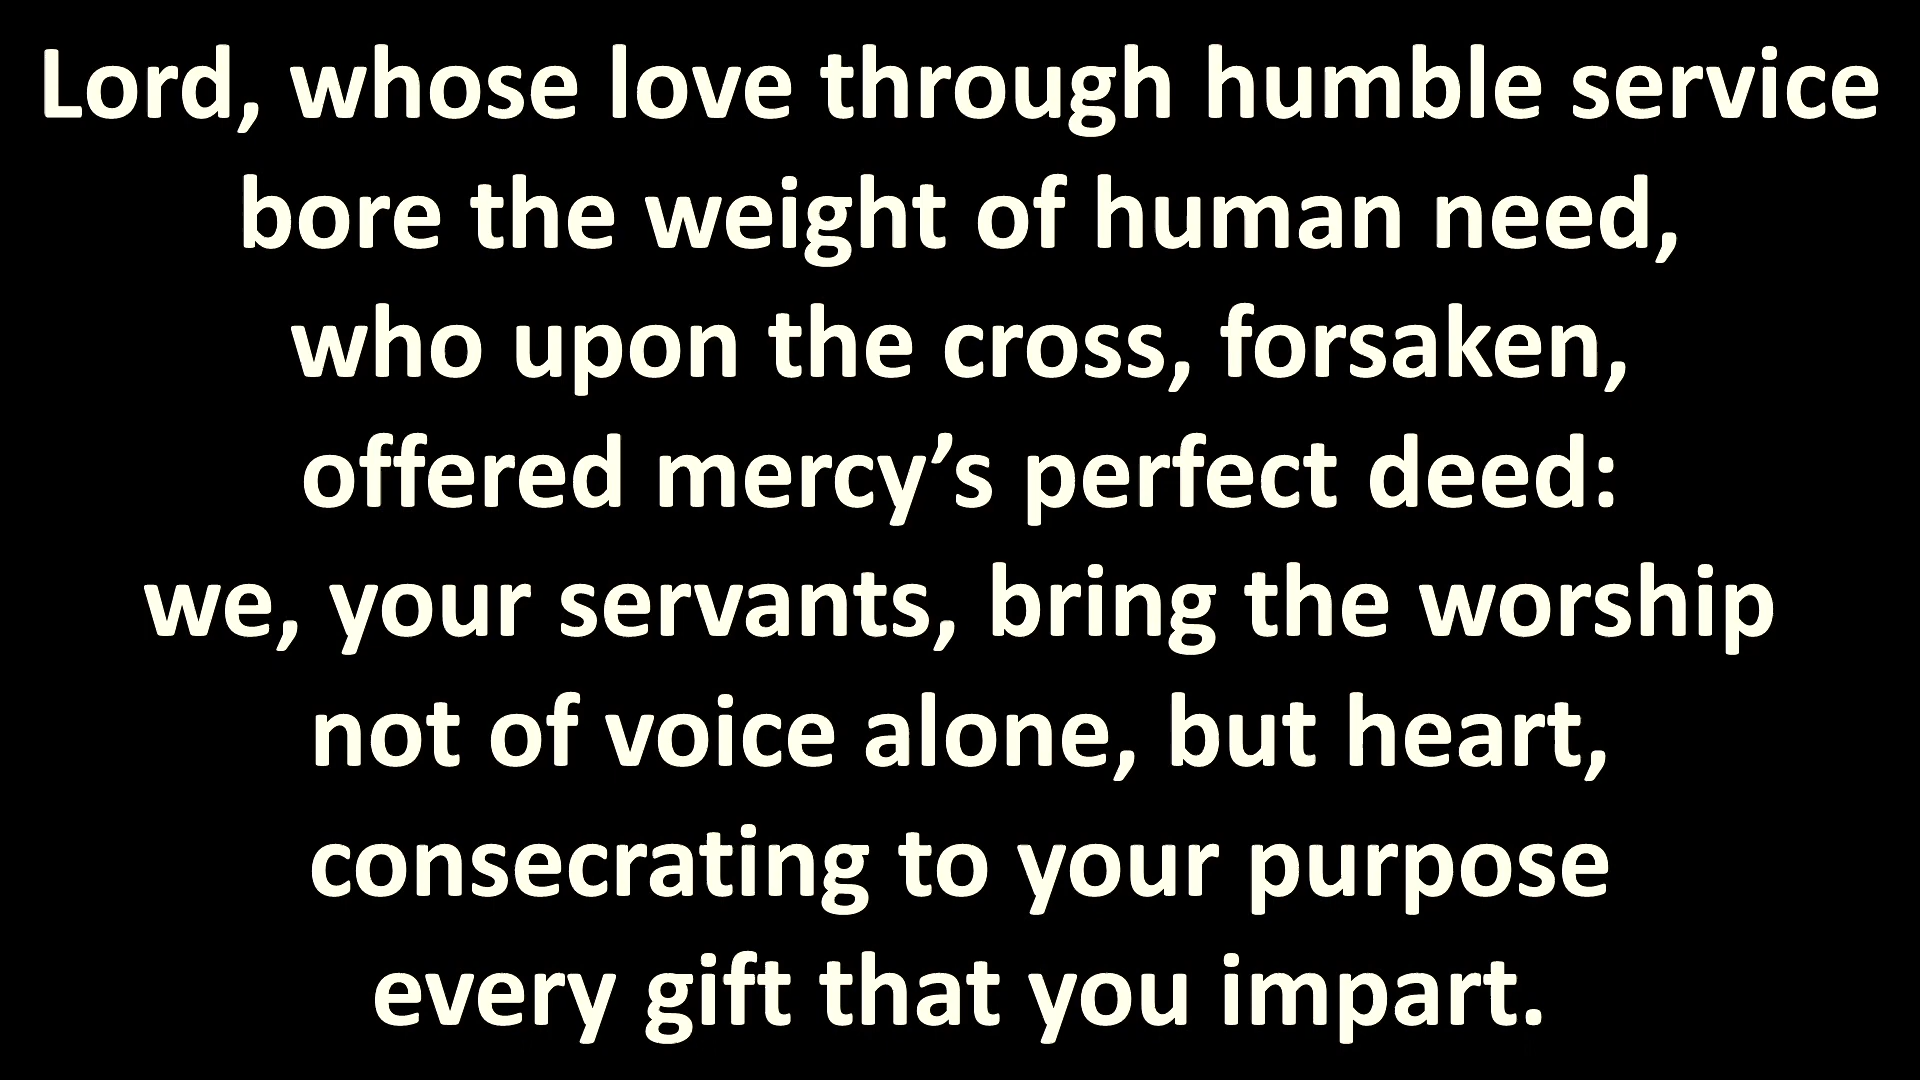 Lord, whose love through humble service
bore the weight of human need,
who upon the cross, forsaken,
offered mercy’s perfect deed:
we, your servants, bring the worship
not of voice alone, but heart,
consecrating to your purpose
every gift that you impart.